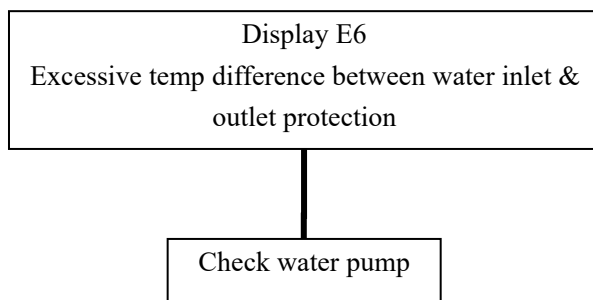 Display E6
Excessive temp difference between water inlet &
outlet protection
Check water pump